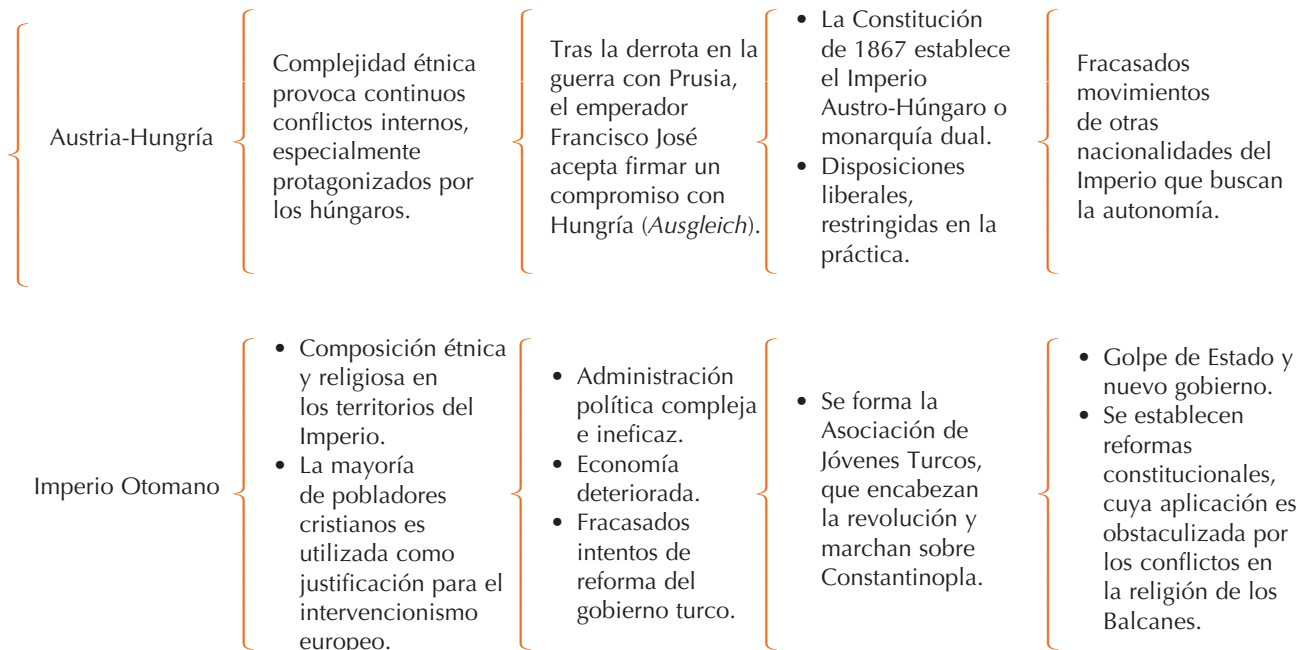 Austria-Hungría
Complejidad étnica
provoca continuos
conflictos internos,
especialmente
protagonizados por
los húngaros.
Tras la derrota en la
guerra con Prusia,
el emperador
Francisco José
acepta firmar un
compromiso con
Hungría (Ausgleich).
• La Constitución
de 1867 establece
el Imperio
Austro-Húngaro o
monarquía dual.
• Disposiciones
liberales,
restringidas en la
práctica.
Fracasados
movimientos
de otras
nacionalidades del
Imperio que buscan
la autonomía.
Imperio Otomano
• Composición étnica
y religiosa en
los territorios del
Imperio.
• La mayoría
de pobladores
cristianos es
utilizada como
justificación para el
intervencionismo
europeo.
• Administración
política compleja
e ineficaz.
• Economía
deteriorada.
• Fracasados
intentos de
reforma del
gobierno turco.
• Se forma la
Asociación de
Jóvenes Turcos,
que encabezan
la revolución y
marchan sobre
Constantinopla.
• Golpe de Estado y
nuevo gobierno.
• Se establecen
reformas
constitucionales,
cuya aplicación es
obstaculizada por
los conflictos en
la religión de los
Balcanes.